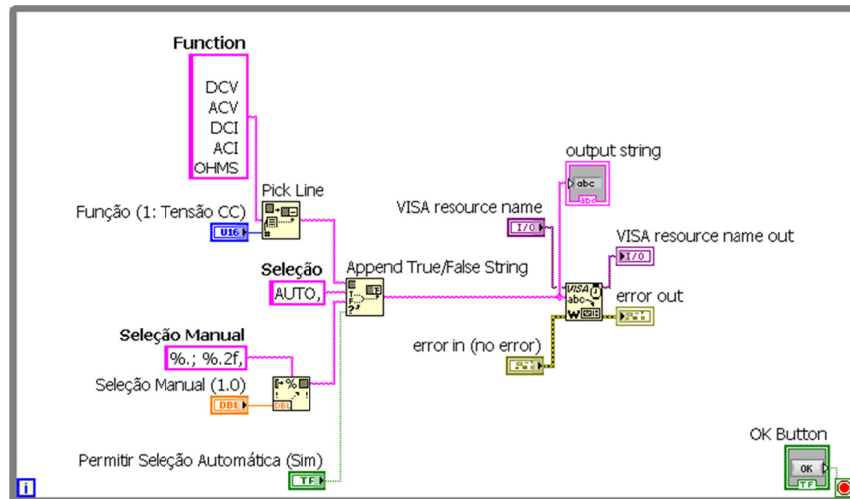 Function
DCV
ACV
DCI
ACI
OHMS
Pick Line
Função (1: Tensão CC)
U16
Seleção
AUTO,
Append True/False String
Seleção Manual
%.; %.2f,
Seleção Manual (1.0)
DBL
DBL
Permitir Seleção Automática (Sim)
TF
output string
abc
abc
VISA resource name
I/O
VISA resource name out
I/O
VISA
abc
W
error out
error in (no error)
OK Button
OK
TF
i